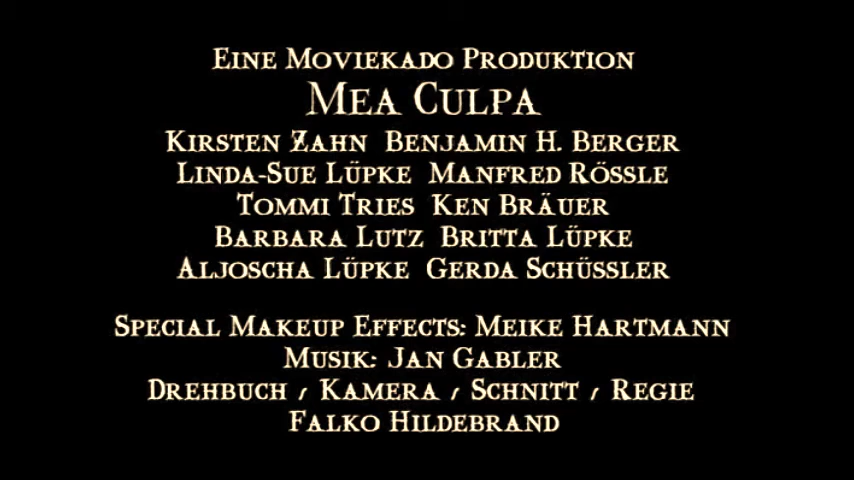 Eine Moviekado Produktion
Mea Culpa
Kirsten Zahn Benjamin H. Berger
Linda-Sue Lüpke Manfred Rössle
Tommi Tries Ken Bräuer
Barbara Lutz Britta Lüpke
Aljoscha Lüpke Gerda Schüssler
Special Makeup Effects: Meike Hartmann
Musik: Jan Gabler
Drehbuch / Kamera / Schnitt / Regie
Falko Hildebrand